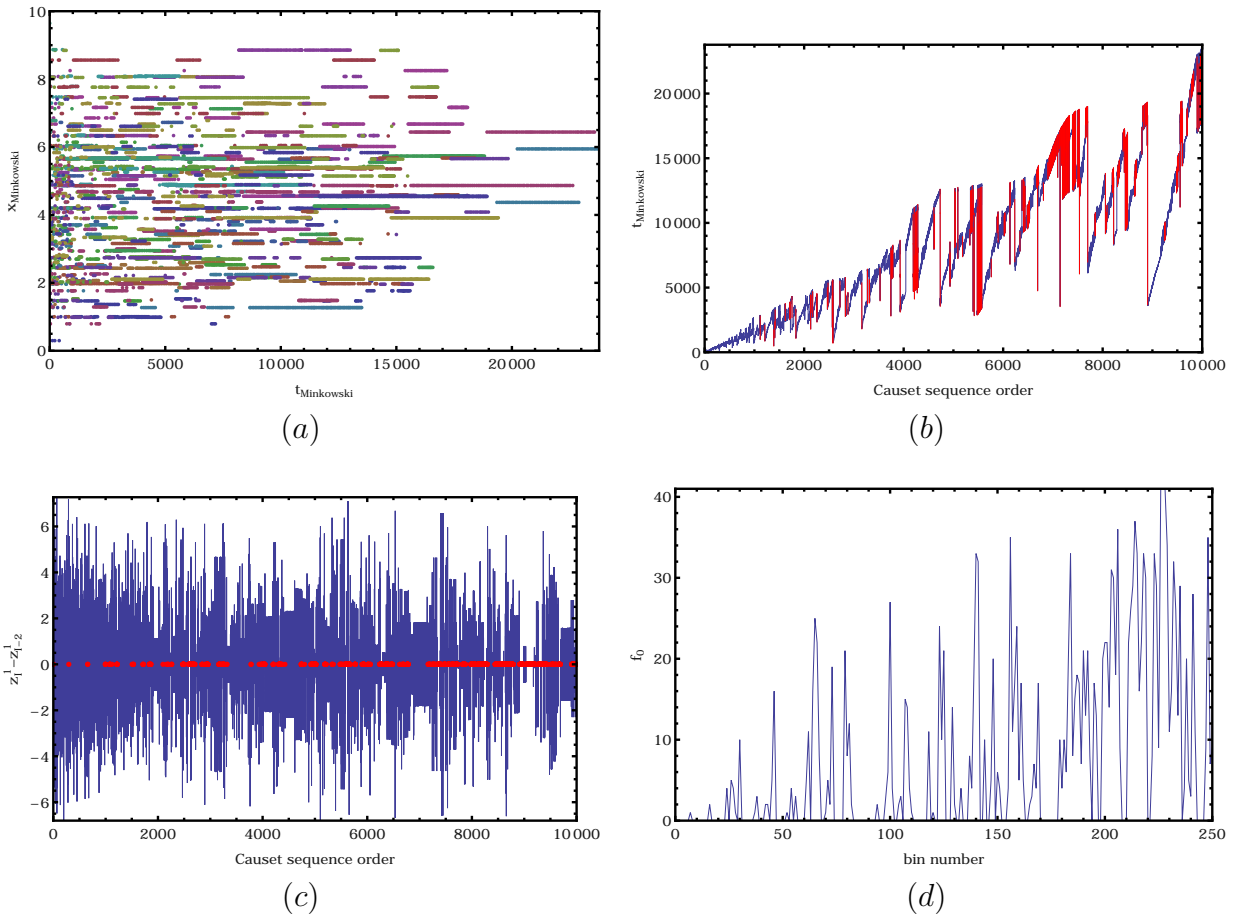 10
8
6
4
2
0
x_Minkowski
0 5000 10000 15000 20000
t_Minkowski
(a)
20000
15000
10000
5000
0
t_Minkowski
0 2000 4000 6000 8000 10000
Causet sequence order
(b)
6
4
2
0
−2
−4
−6
z_I^1−z_{I−2}^1
0 2000 4000 6000 8000 10000
Causet sequence order
(c)
40
30
20
10
0
f_0
0 50 100 150 200 250
bin number
(d)